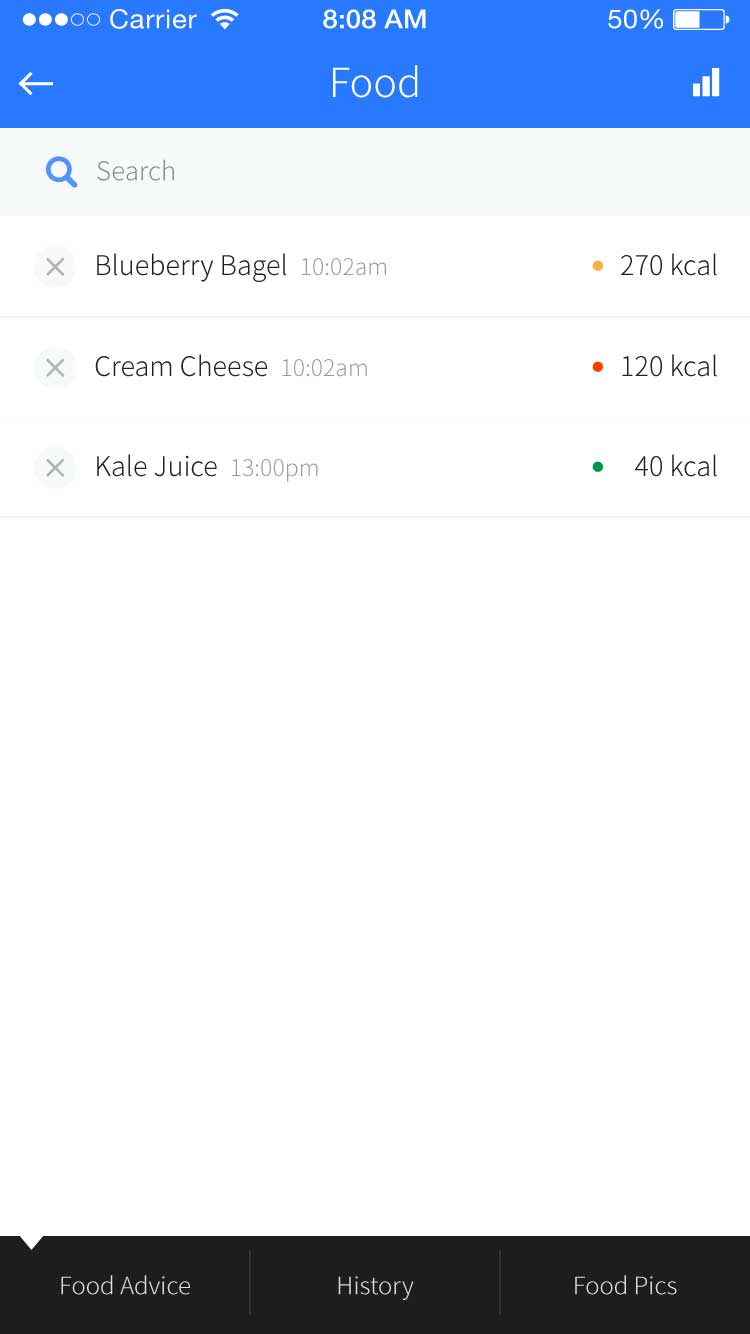 Carrier 8:08 AM 50%
Food
Search
Blueberry Bagel 10:02am 270 kcal
Cream Cheese 10:02am 120 kcal
Kale Juice 13:00pm 40 kcal
Food Advice History Food Pics